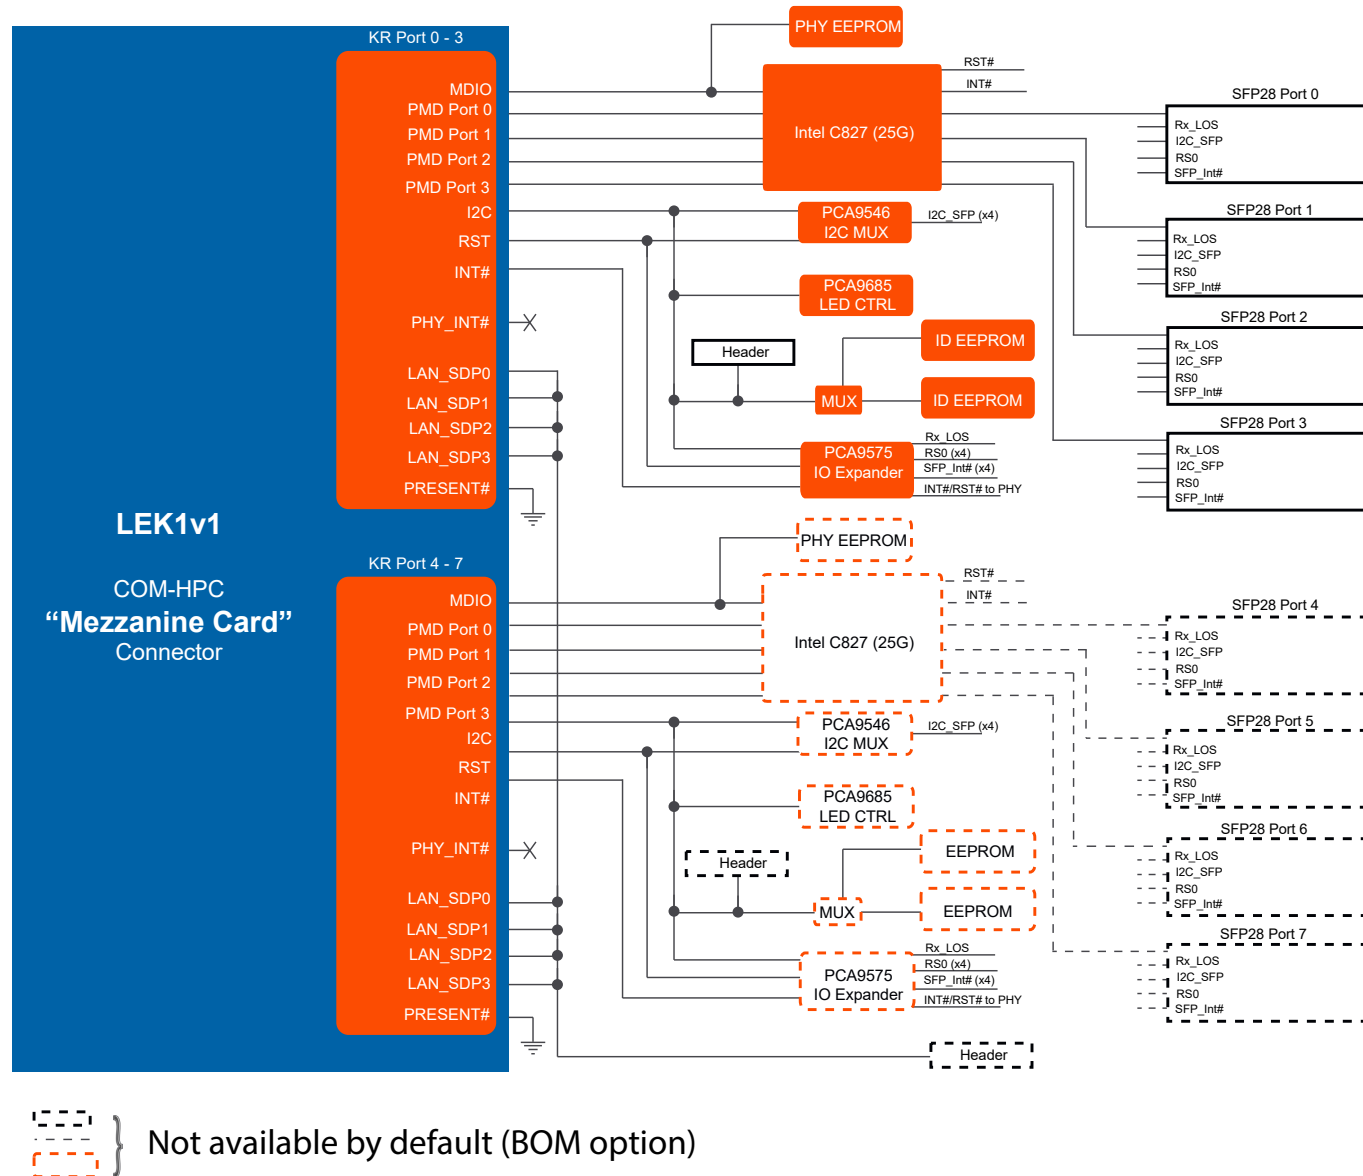 LEK1v1
COM-HPC
“Mezzanine Card”
Connector
KR Port 0 - 3
MDIO
PMD Port 0
PMD Port 1
PMD Port 2
PMD Port 3
I2C
RST
INT#
PHY_INT#
LAN_SDP0
LAN_SDP1
LAN_SDP2
LAN_SDP3
PRESENT#
PHY EEPROM
Intel C827 (25G)
RST#
INT#
PCA9546
I2C MUX
I2C_SFP (x4)
PCA9685
LED CTRL
Header
MUX
ID EEPROM
ID EEPROM
PCA9575
IO Expander
Rx_LOS
RS0 (x4)
SFP_Int# (x4)
INT#/RST# to PHY
SFP28 Port 0
Rx_LOS
I2C_SFP
RS0
SFP_Int#
SFP28 Port 1
Rx_LOS
I2C_SFP
RS0
SFP_Int#
SFP28 Port 2
Rx_LOS
I2C_SFP
RS0
SFP_Int#
SFP28 Port 3
Rx_LOS
I2C_SFP
RS0
SFP_Int#
KR Port 4 - 7
MDIO
PMD Port 0
PMD Port 1
PMD Port 2
PMD Port 3
I2C
RST
INT#
PHY_INT#
LAN_SDP0
LAN_SDP1
LAN_SDP2
LAN_SDP3
PRESENT#
PHY EEPROM
Intel C827 (25G)
RST#
INT#
PCA9546
I2C MUX
I2C_SFP (x4)
PCA9685
LED CTRL
Header
MUX
EEPROM
EEPROM
PCA9575
IO Expander
Rx_LOS
RS0 (x4)
SFP_Int# (x4)
INT#/RST# to PHY
Header
SFP28 Port 4
Rx_LOS
I2C_SFP
RS0
SFP_Int#
SFP28 Port 5
Rx_LOS
I2C_SFP
RS0
SFP_Int#
SFP28 Port 6
Rx_LOS
I2C_SFP
RS0
SFP_Int#
SFP28 Port 7
Rx_LOS
I2C_SFP
RS0
SFP_Int#
Not available by default (BOM option)